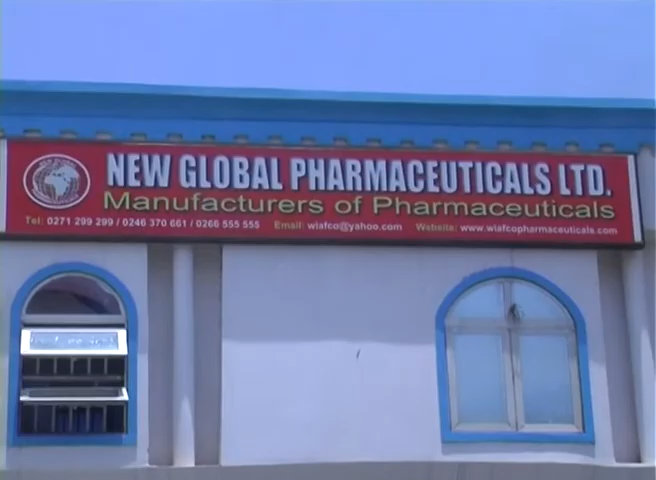 NEW GLOBAL PHARMACEUTICALS LTD.
Manufacturers of Pharmaceuticals
Tel: 0271 299 299 / 0246 370 661 / 0266 555 555 Email: wiafco@yahoo.com Website: www.wiafcopharmaceuticals.com